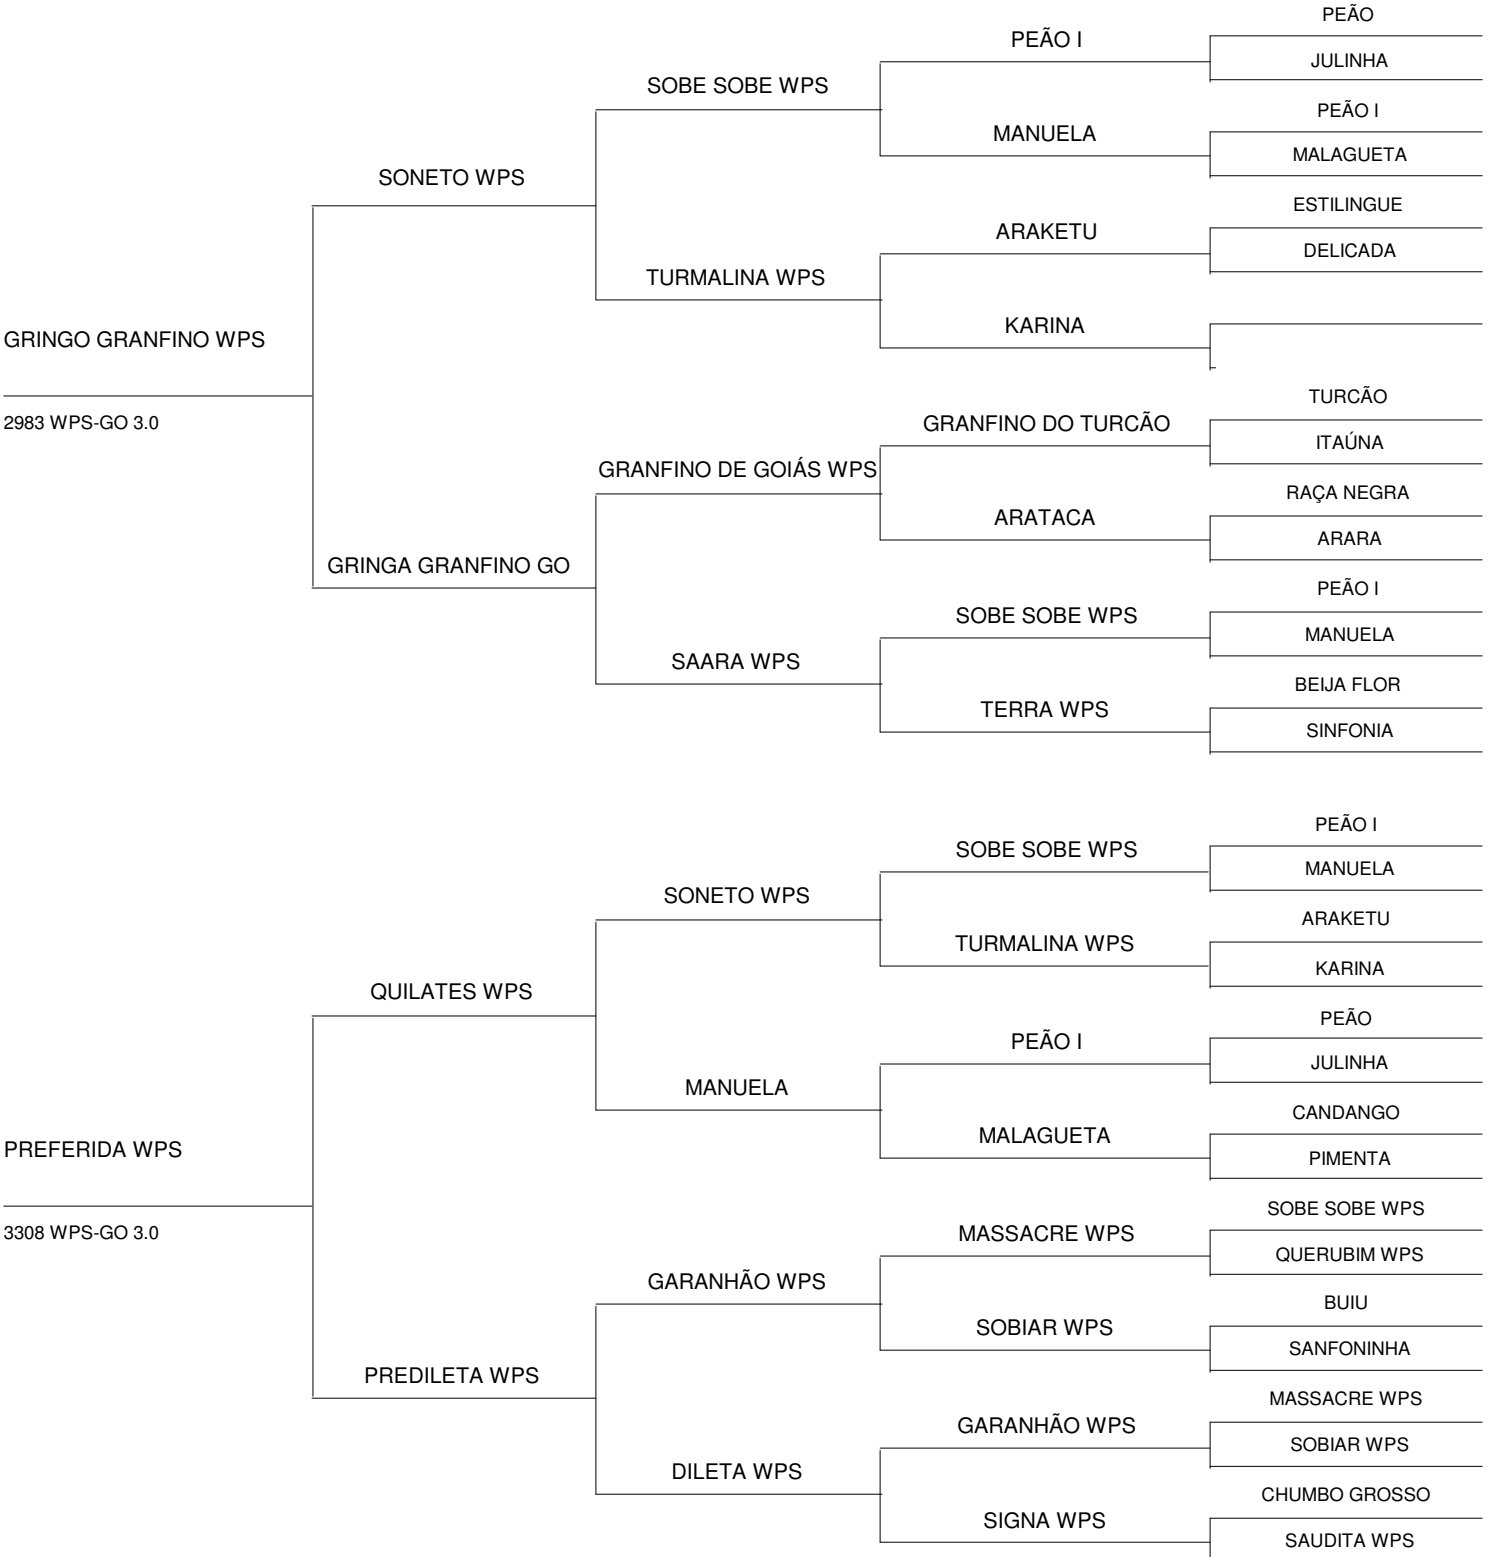 PEÃO
PEÃO I
JULINHA
SOBE SOBE WPS
PEÃO I
MANUELA
MALAGUETA
SONETO WPS
ESTILINGUE
ARAKETU
DELICADA
TURMALINA WPS
KARINA
GRINGO GRANFINO WPS
2983 WPS-GO 3.0
TURCÃO
GRANFINO DO TURCÃO
ITAÚNA
GRANFINO DE GOIÁS WPS
RAÇA NEGRA
ARATACA
ARARA
GRINGA GRANFINO GO
PEÃO I
SOBE SOBE WPS
MANUELA
SAARA WPS
BEIJA FLOR
TERRA WPS
SINFONIA
PEÃO I
SOBE SOBE WPS
MANUELA
SONETO WPS
ARAKETU
TURMALINA WPS
KARINA
QUILATES WPS
PEÃO
PEÃO I
JULINHA
MANUELA
CANDANGO
MALAGUETA
PIMENTA
PREFERIDA WPS
3308 WPS-GO 3.0
SOBE SOBE WPS
MASSACRE WPS
QUERUBIM WPS
GARANHÃO WPS
BUIU
SOBIAR WPS
SANFONINHA
PREDILETA WPS
MASSACRE WPS
GARANHÃO WPS
SOBIAR WPS
DILETA WPS
CHUMBO GROSSO
SIGNA WPS
SAUDITA WPS